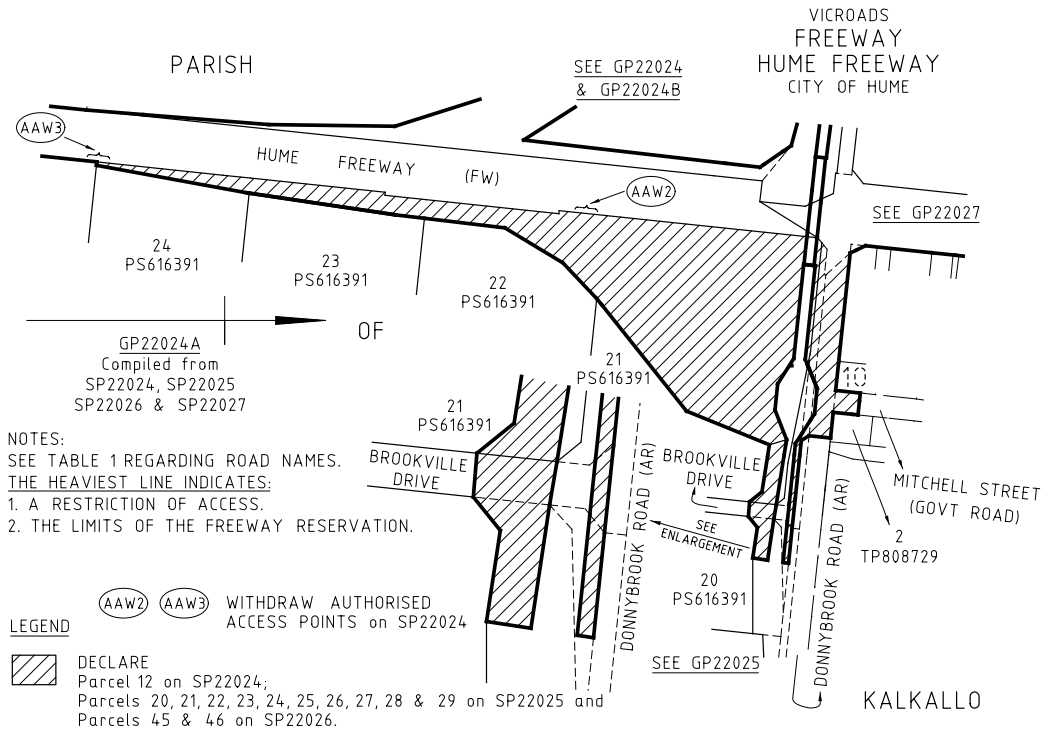 VICROADS
FREEWAY
HUME FREEWAY
CITY OF HUME
PARISH
SEE GP22024
& GP22024B
AAW3
HUME FREEWAY (FW)
AAW2
SEE GP22027
24
PS616391
23
PS616391
22
PS616391
OF
GP22024A
Compiled from
SP22024, SP22025
SP22026 & SP22027
21
PS616391
10
21
PS616391
NOTES:
SEE TABLE 1 REGARDING ROAD NAMES.
THE HEAVIEST LINE INDICATES:
1. A RESTRICTION OF ACCESS.
2. THE LIMITS OF THE FREEWAY RESERVATION.
BROOKVILLE
DRIVE
DONNYBROOK ROAD (AR)
BROOKVILLE
DRIVE
SEE
ENLARGEMENT
DONNYBROOK ROAD (AR)
MITCHELL STREET
(GOVT ROAD)
2
TP808729
20
PS616391
SEE GP22025
AAW2 AAW3 WITHDRAW AUTHORISED
ACCESS POINTS on SP22024
LEGEND
DECLARE
Parcel 12 on SP22024;
Parcels 20, 21, 22, 23, 24, 25, 26, 27, 28 & 29 on SP22025 and
Parcels 45 & 46 on SP22026.
KALKALLO